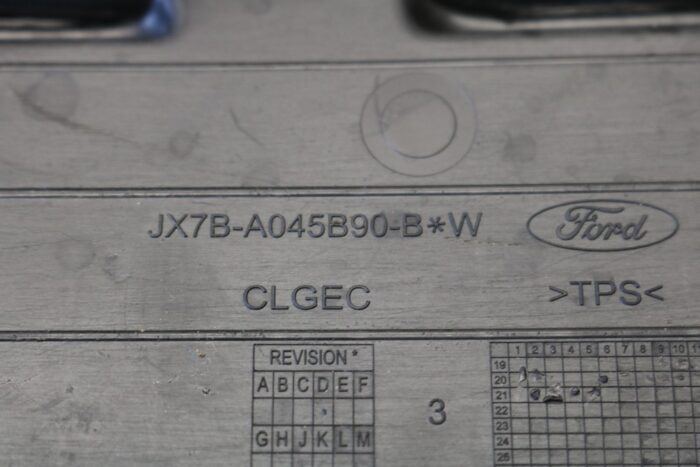 JX7B-A045B90-B*W
Ford
CLGEC
>TPS<
REVISION *
A B C D E F
G H J K L M
3
1 2 3 4 5 6 7 8 9 10 11
19
20
21
22
23
24
25